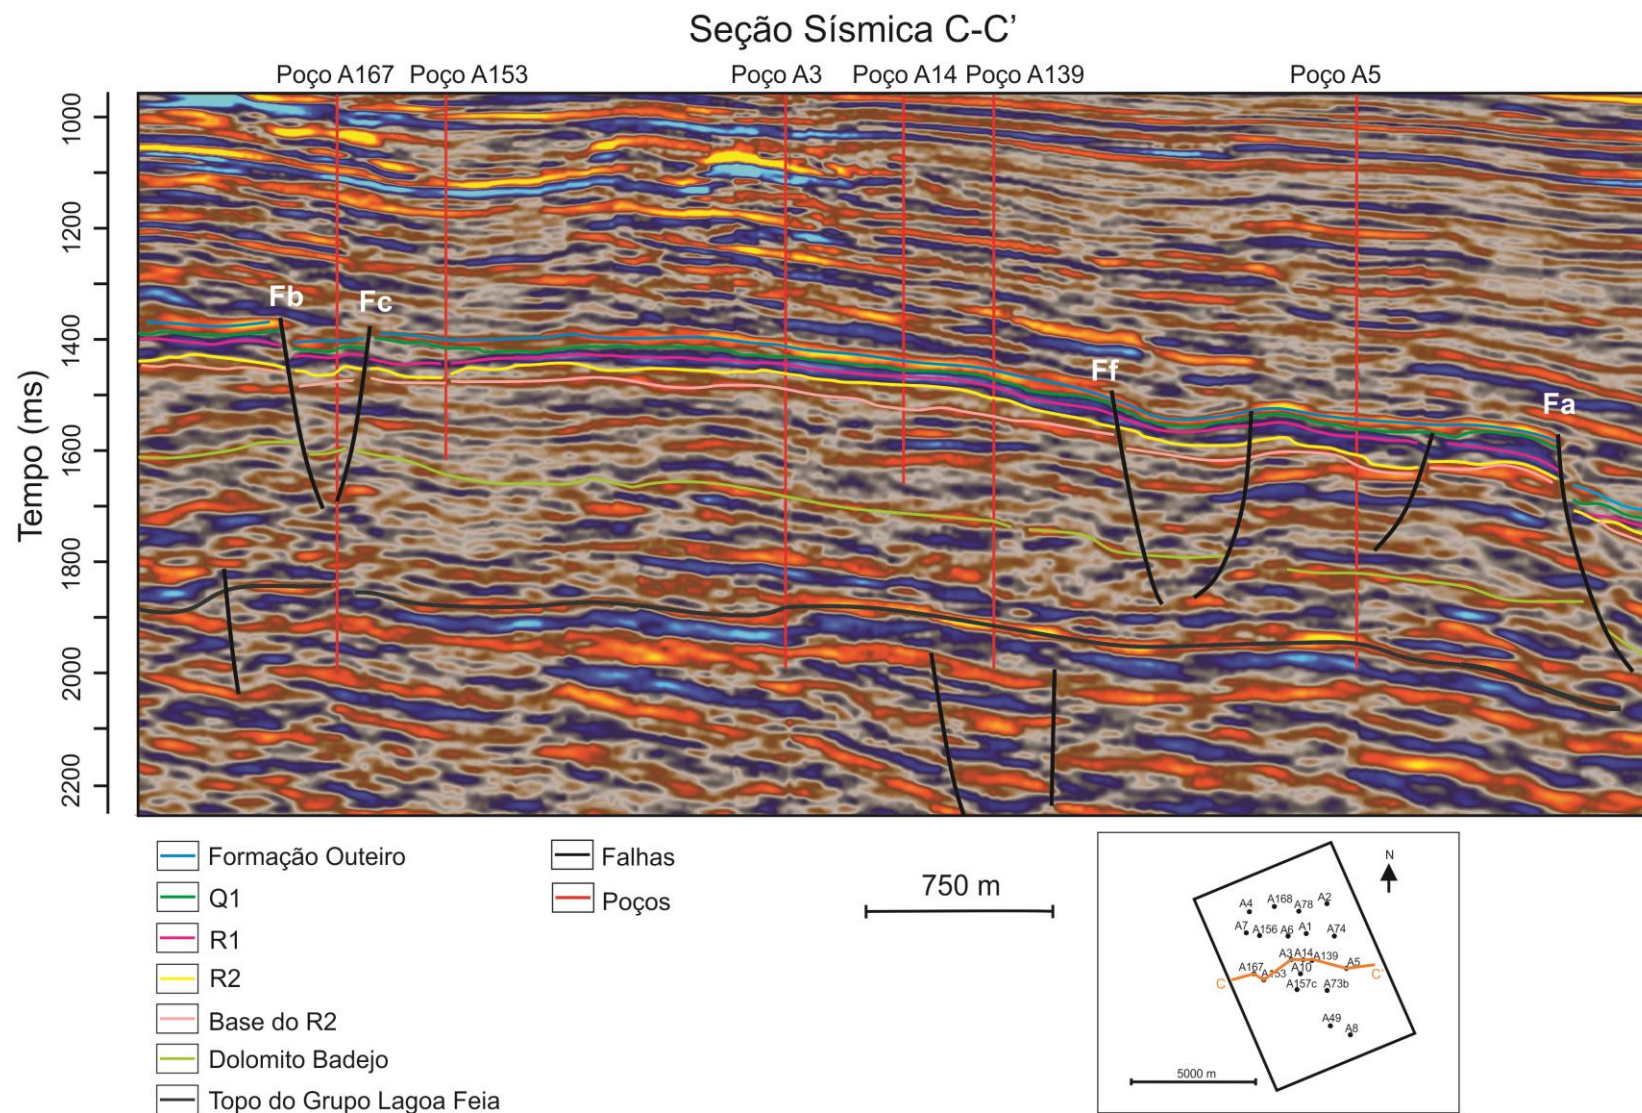 Seção Sísmica C-C’
Poço A167 Poço A153 Poço A3 Poço A14 Poço A139 Poço A5
Tempo (ms)
1000
1200
1400
1600
1800
2000
2200
Fb
Fc
Ff
Fa
Formação Outeiro
Q1
R1
R2
Base do R2
Dolomito Badejo
Topo do Grupo Lagoa Feia
Falhas
Poços
750 m
N
A4 A168 A78 A2
A7 A156 A6 A1 A74
A3 A14 A139 A5
A167 A153 A10
C C’
A157c A73b
A49 A8
5000 m